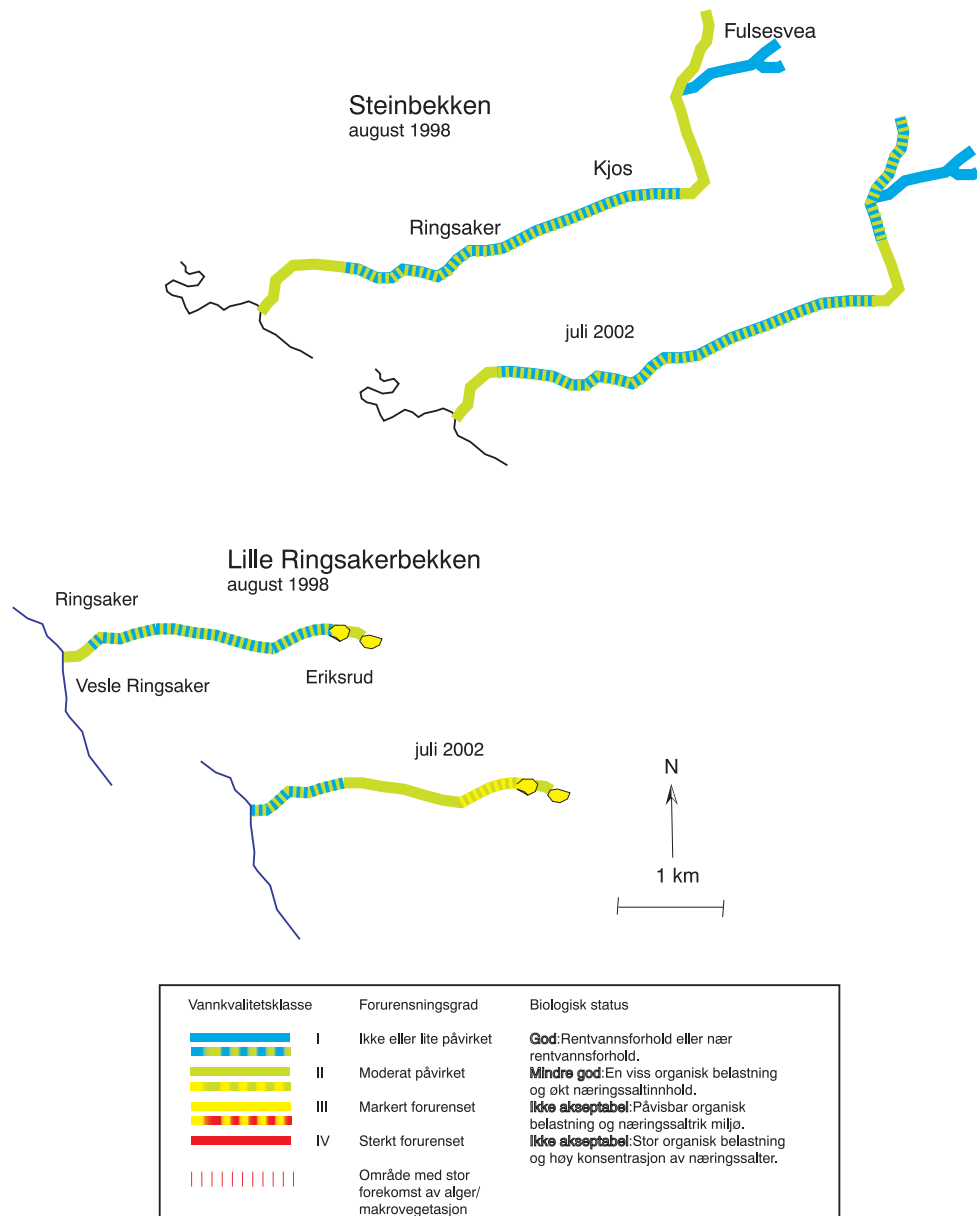 Fulsesvea
Steinbekken
august 1998
Kjos
Ringsaker
juli 2002
Lille Ringsakerbekken
august 1998
Ringsaker
Vesle Ringsaker
Eriksrud
juli 2002
N
1 km
Vannkvalitetsklasse Forurensningsgrad Biologisk status
I Ikke eller lite påvirket God:Rentvannsforhold eller nær
rentvannsforhold.
II Moderat påvirket Mindre god:En viss organisk belastning
og økt næringssaltinnhold.
III Markert forurenset Ikke akseptabel:Påvisbar organisk
belastning og næringssaltrik miljø.
IV Sterkt forurenset Ikke akseptabel:Stor organisk belastning
og høy konsentrasjon av næringssalter.
Område med stor
forekomst av alger/
makrovegetasjon